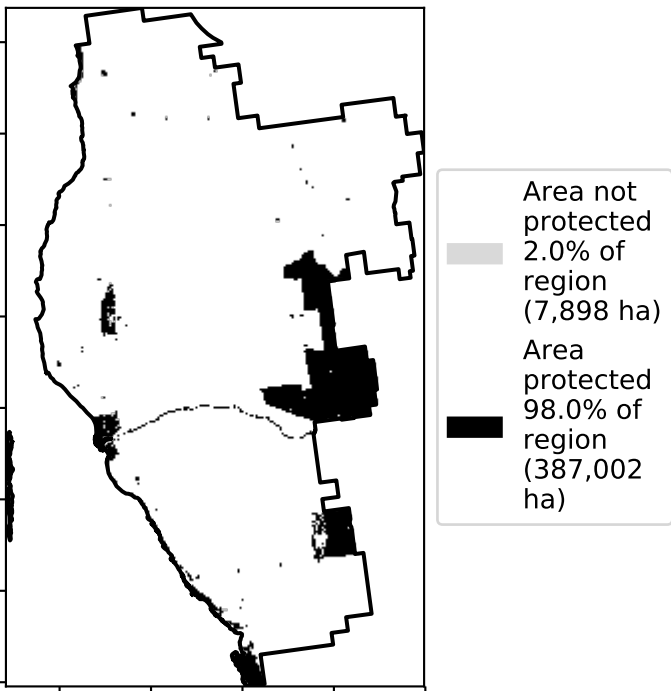 Area not
protected
2.0% of
region
(7,898 ha)
Area
protected
98.0% of
region
(387,002
ha)